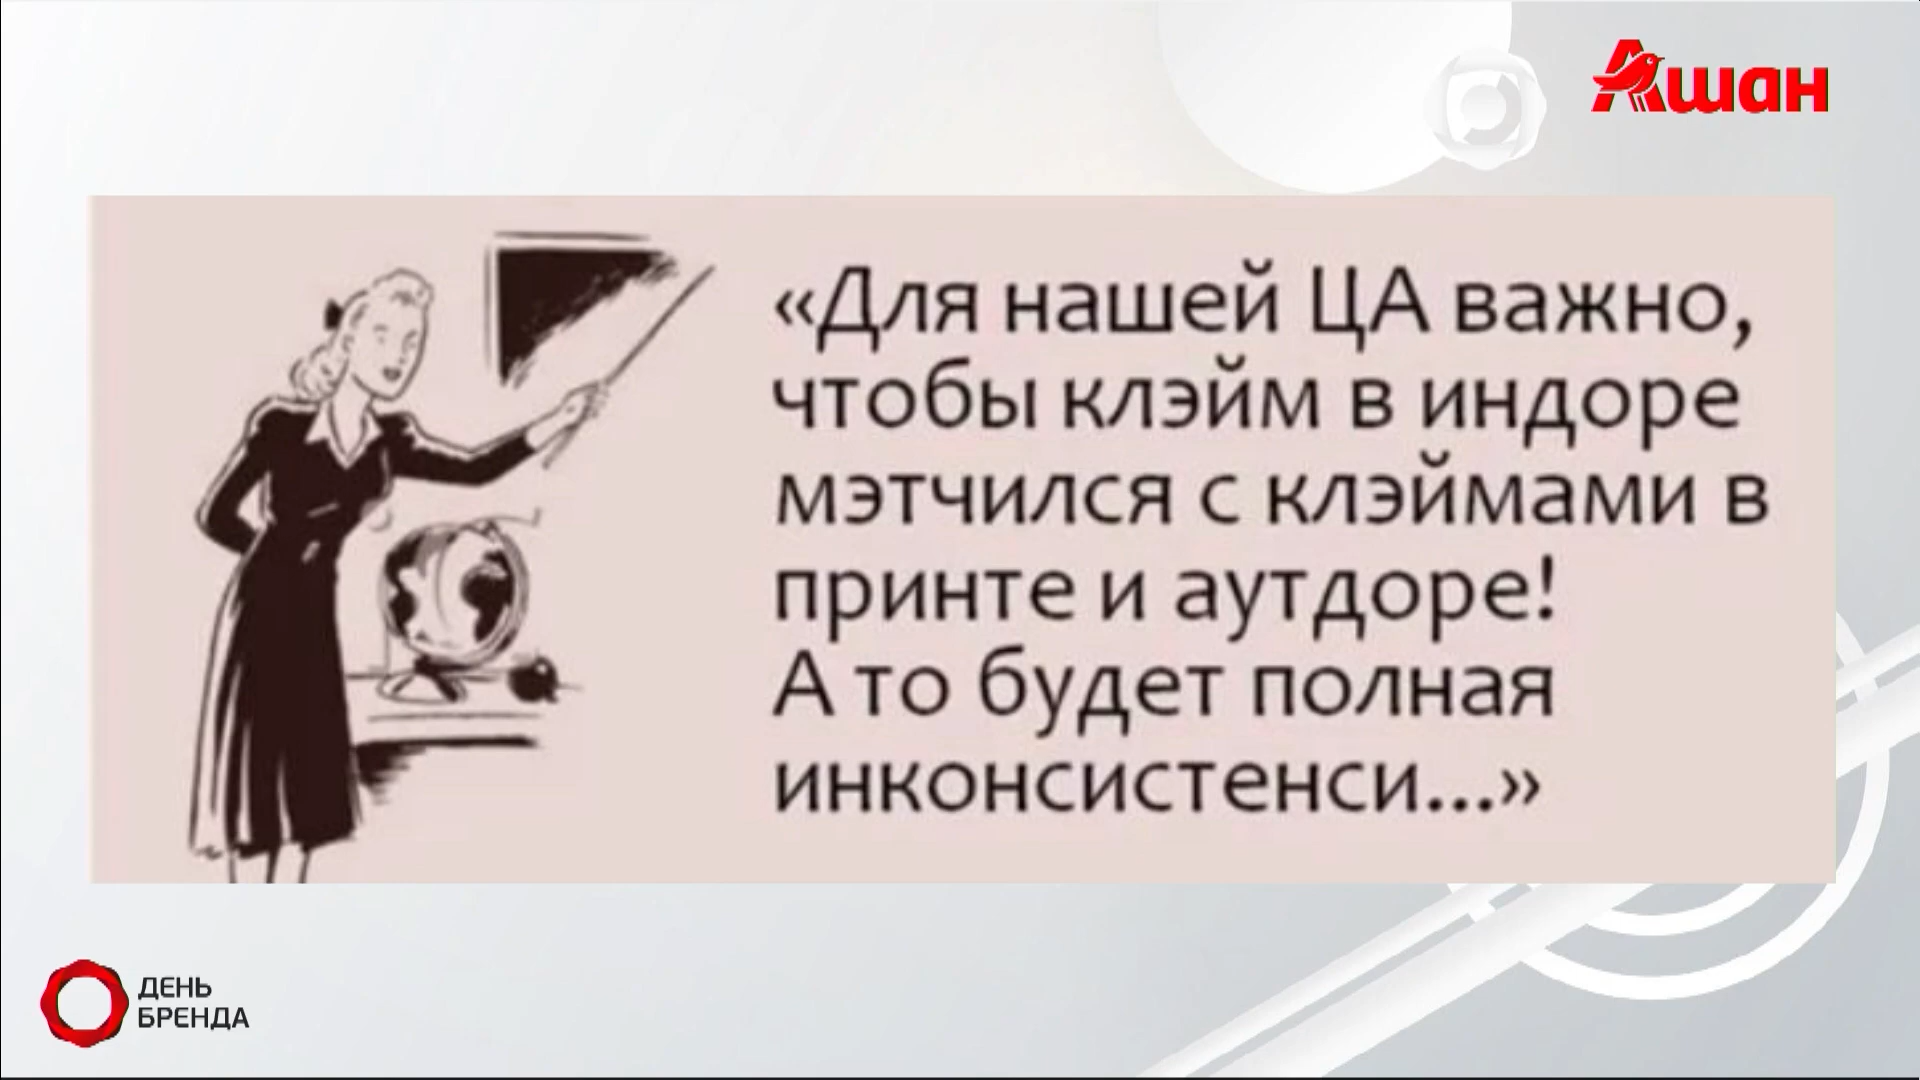 Ашан
«Для нашей ЦА важно,
чтобы клэйм в индоре
мэтчился с клэймами в
принте и аутдоре!
А то будет полная
инконсистенси...»
ДЕНЬ
БРЕНДА